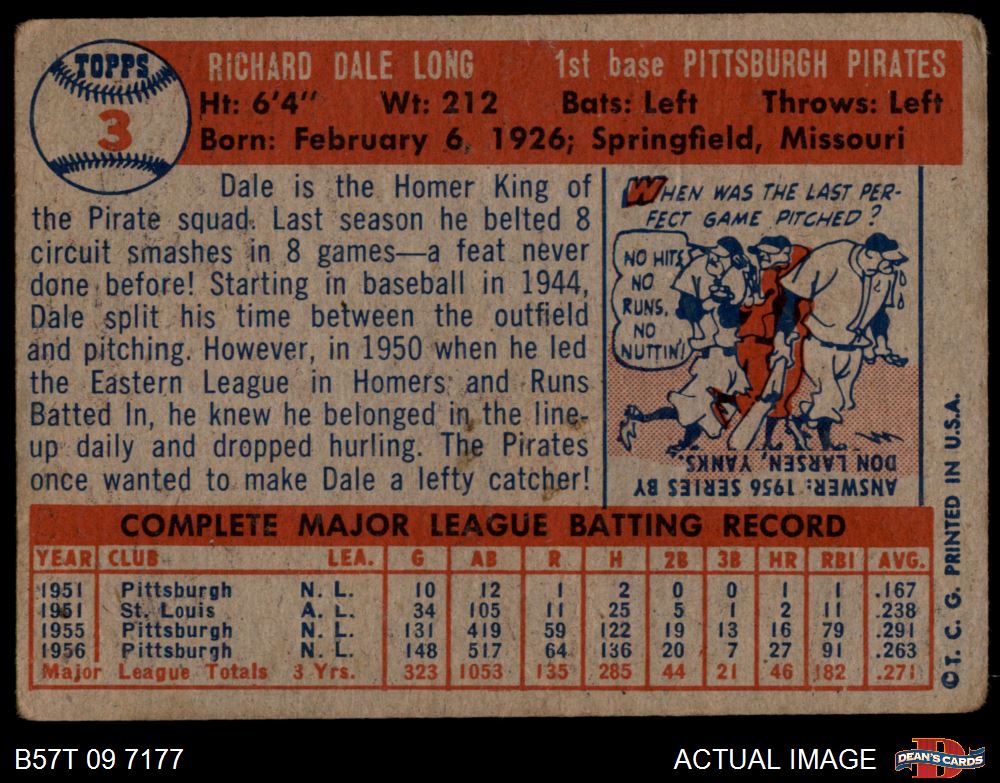 TOPPS
3
RICHARD DALE LONG 1st base PITTSBURGH PIRATES
Ht: 6'4" Wt: 212 Bats: Left Throws: Left
Born: February 6, 1926; Springfield, Missouri
Dale is the Homer King of
the Pirate squad. Last season he belted 8
circuit smashes in 8 games—a feat never
done before! Starting in baseball in 1944,
Dale split his time between the outfield
and pitching. However, in 1950 when he led
the Eastern League in Homers and Runs
Batted In, he knew he belonged in the line-
up daily and dropped hurling. The Pirates
once wanted to make Dale a lefty catcher!
WHEN WAS THE LAST PER-
FECT GAME PITCHED?
NO HITS
NO
RUNS,
NO
NUTTIN'!
ANSWER: 1956 SERIES BY
DON LARSEN, YANKS.
COMPLETE MAJOR LEAGUE BATTING RECORD
YEAR CLUB LEA. G AB R H 2B 3B HR RBI AVG.
1951 Pittsburgh N. L. 10 12 1 2 0 0 1 1 .167
1951 St. Louis A. L. 34 105 11 25 5 1 2 11 .238
1955 Pittsburgh N. L. 131 419 59 122 19 13 16 79 .291
1956 Pittsburgh N. L. 148 517 64 136 20 7 27 91 .263
Major League Totals 3 Yrs. 323 1053 135 285 44 21 46 182 .271
©T. C. G. PRINTED IN U.S.A.
B57T 09 7177
ACTUAL IMAGE
D
DEAN'S CARDS